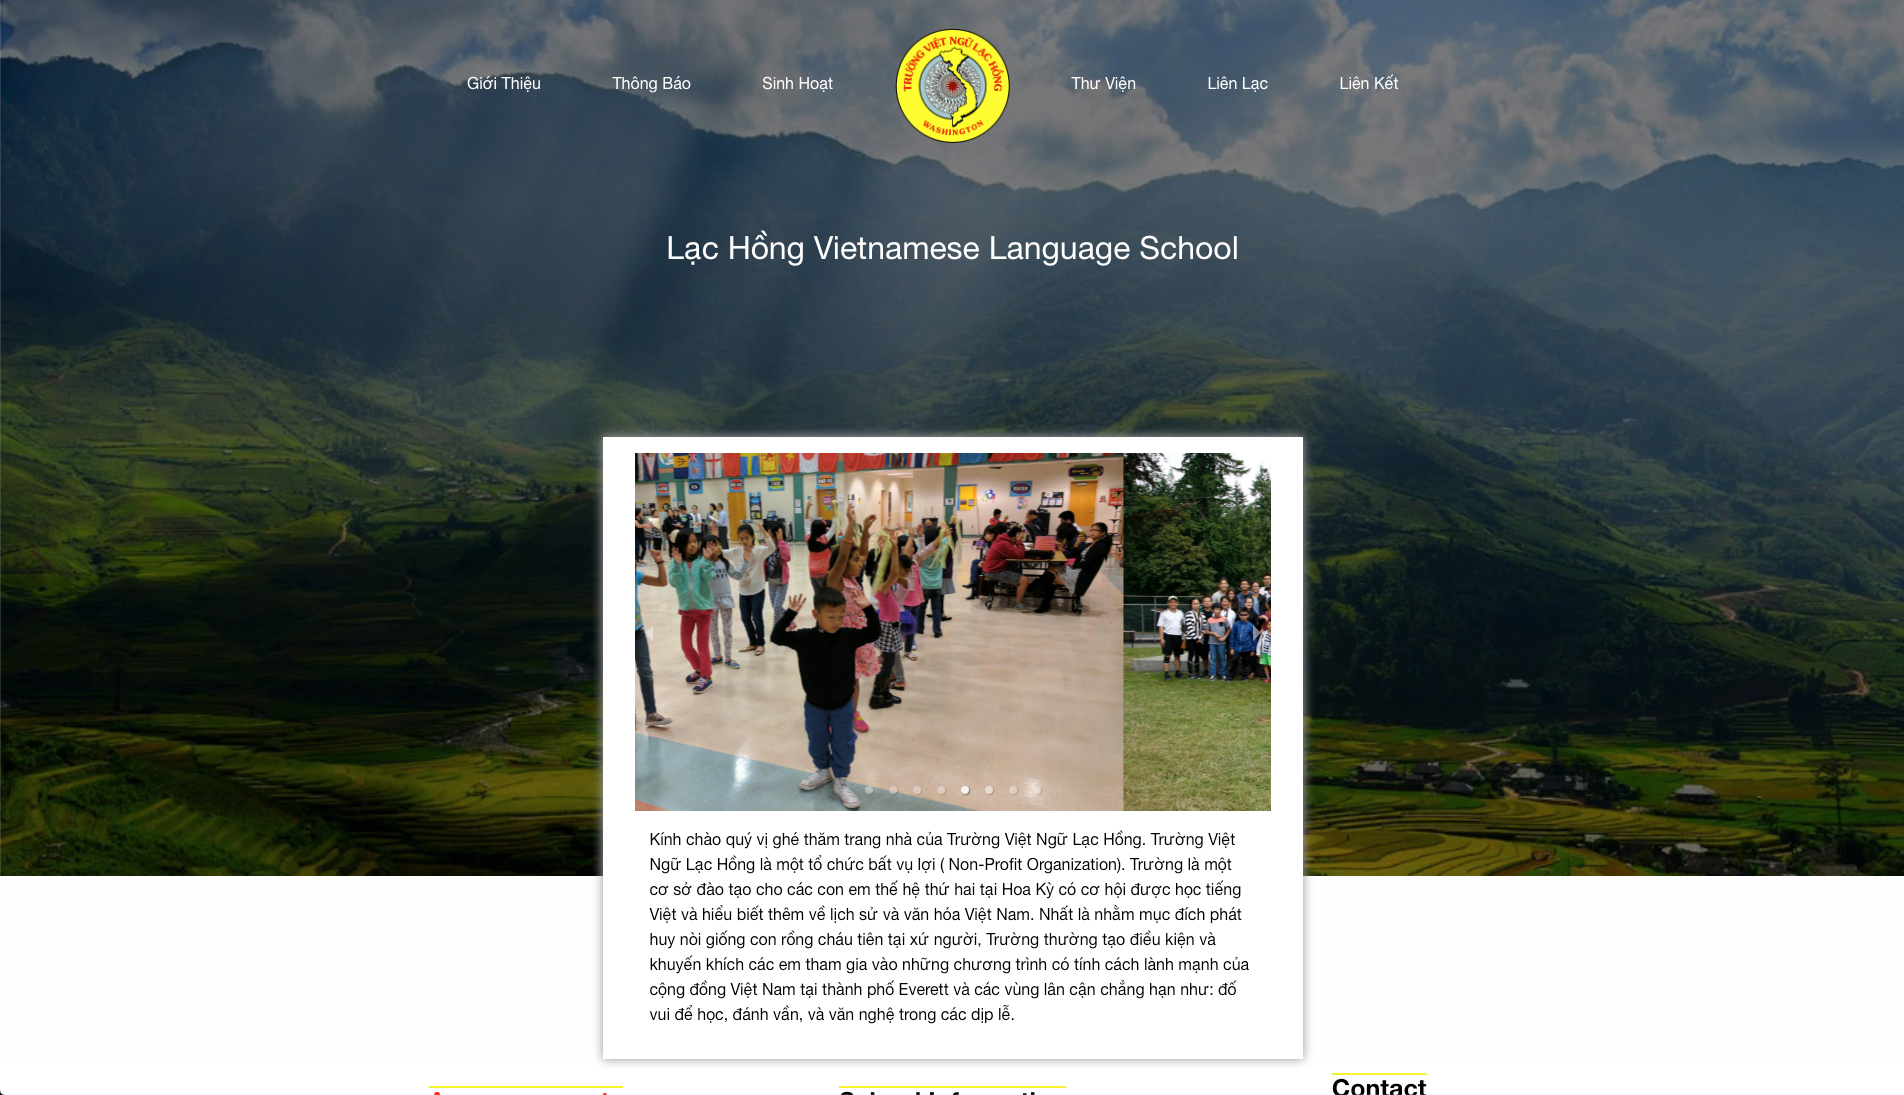 Giới Thiệu
Thông Báo
Sinh Hoạt
TRƯỜNG VIỆT NGỮ LẠC HỒNG
WASHINGTON
Thư Viện
Liên Lạc
Liên Kết
Lạc Hồng Vietnamese Language School
Kính chào quý vị ghé thăm trang nhà của Trường Việt Ngữ Lạc Hồng. Trường Việt
Ngữ Lạc Hồng là một tổ chức bất vụ lợi ( Non-Profit Organization). Trường là một
cơ sở đào tạo cho các con em thế hệ thứ hai tại Hoa Kỳ có cơ hội được học tiếng
Việt và hiểu biết thêm về lịch sử và văn hóa Việt Nam. Nhất là nhằm mục đích phát
huy nòi giống con rồng cháu tiên tại xứ người, Trường thường tạo điều kiện và
khuyến khích các em tham gia vào những chương trình có tính cách lành mạnh của
cộng đồng Việt Nam tại thành phố Everett và các vùng lân cận chẳng hạn như: đố
vui để học, đánh vần, và văn nghệ trong các dịp lễ.
Contact